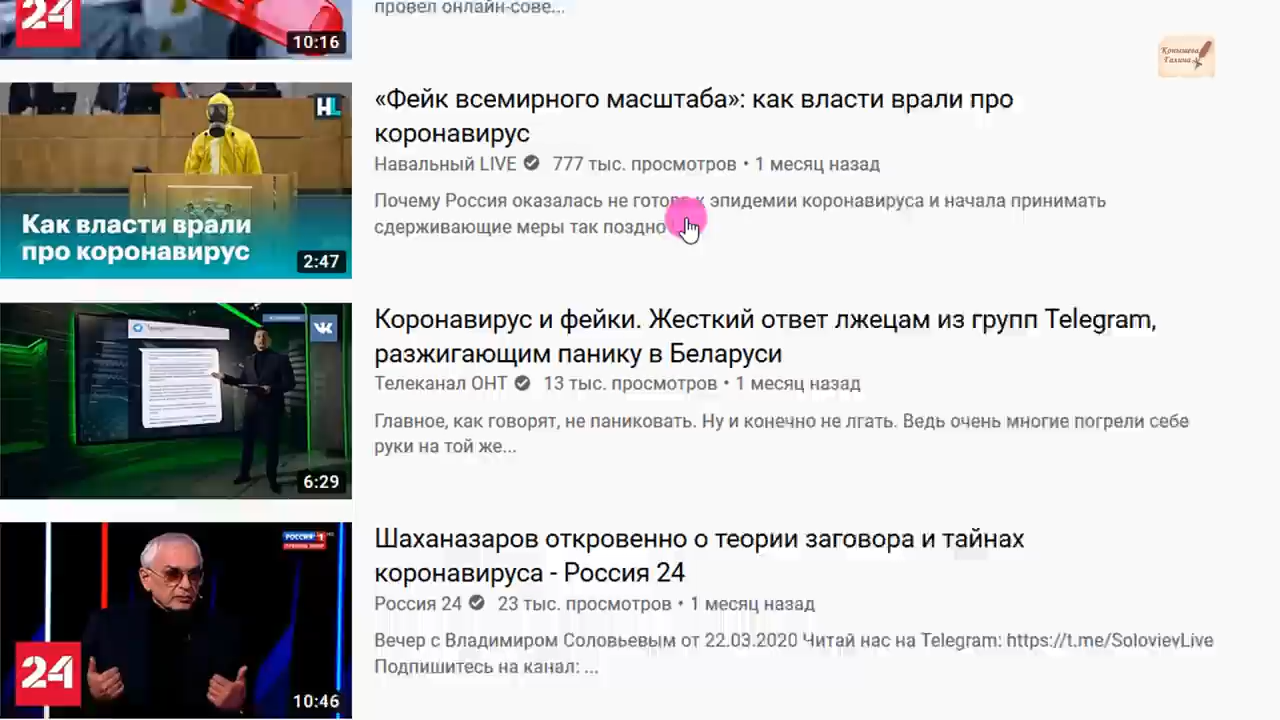 24
10:16
провел онлайн-сове...
Конышева
Галина
HL
Как власти врали
про коронавирус
2:47
«Фейк всемирного масштаба»: как власти врали про
коронавирус
Навальный LIVE 777 тыс. просмотров • 1 месяц назад
Почему Россия оказалась не готова к эпидемии коронавируса и начала принимать
сдерживающие меры так поздно
6:29
Коронавирус и фейки. Жесткий ответ лжецам из групп Telegram,
разжигающим панику в Беларуси
Телеканал ОНТ 13 тыс. просмотров • 1 месяц назад
Главное, как говорят, не паниковать. Ну и конечно не лгать. Ведь очень многие погрели себе
руки на той же...
РОССИЯ 1
24
10:46
Шаханазаров откровенно о теории заговора и тайнах
коронавируса - Россия 24
Россия 24 23 тыс. просмотров • 1 месяц назад
Вечер с Владимиром Соловьевым от 22.03.2020 Читай нас на Telegram: https://t.me/SolovievLive
Подпишитесь на канал: ...